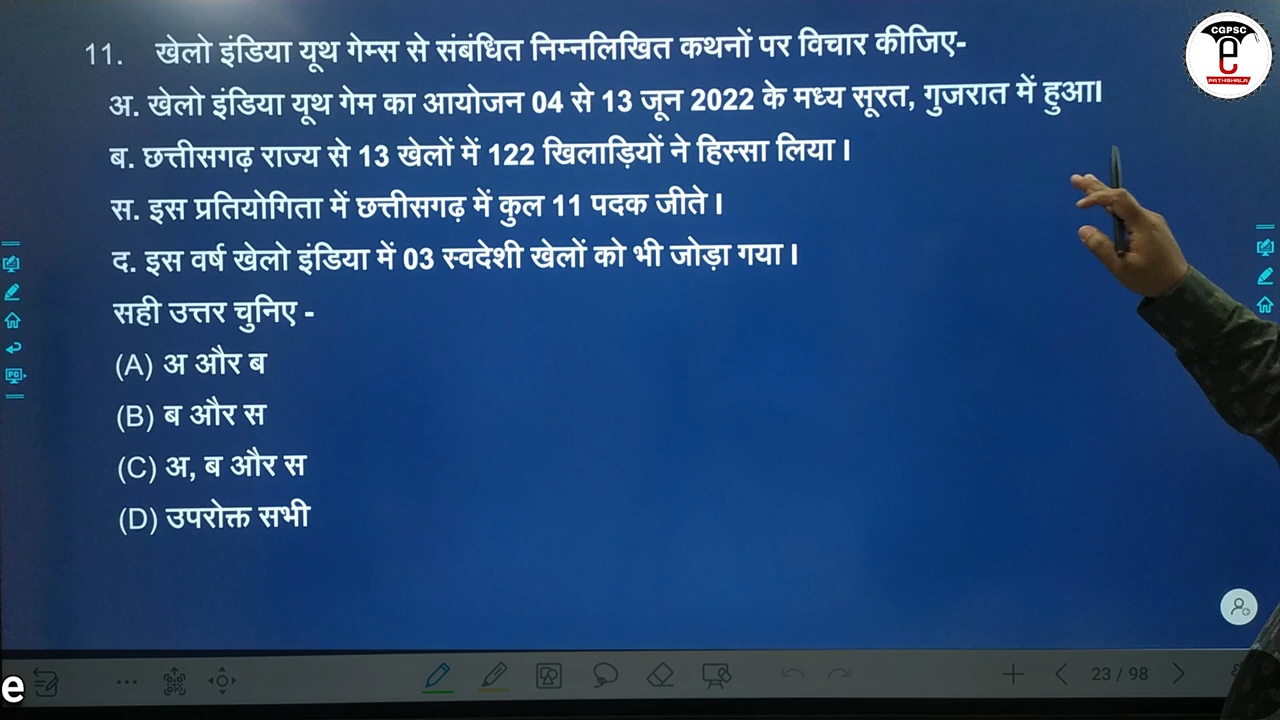 CGPSC
e
PATHSHALA
11. खेलो इंडिया यूथ गेम्स से संबंधित निम्नलिखित कथनों पर विचार कीजिए-
अ. खेलो इंडिया यूथ गेम का आयोजन 04 से 13 जून 2022 के मध्य सूरत, गुजरात में हुआ।
ब. छत्तीसगढ़ राज्य से 13 खेलों में 122 खिलाड़ियों ने हिस्सा लिया।
स. इस प्रतियोगिता में छत्तीसगढ़ में कुल 11 पदक जीते।
द. इस वर्ष खेलो इंडिया में 03 स्वदेशी खेलों को भी जोड़ा गया।
सही उत्तर चुनिए -
(A) अ और ब
(B) ब और स
(C) अ, ब और स
(D) उपरोक्त सभी
23 / 98
e